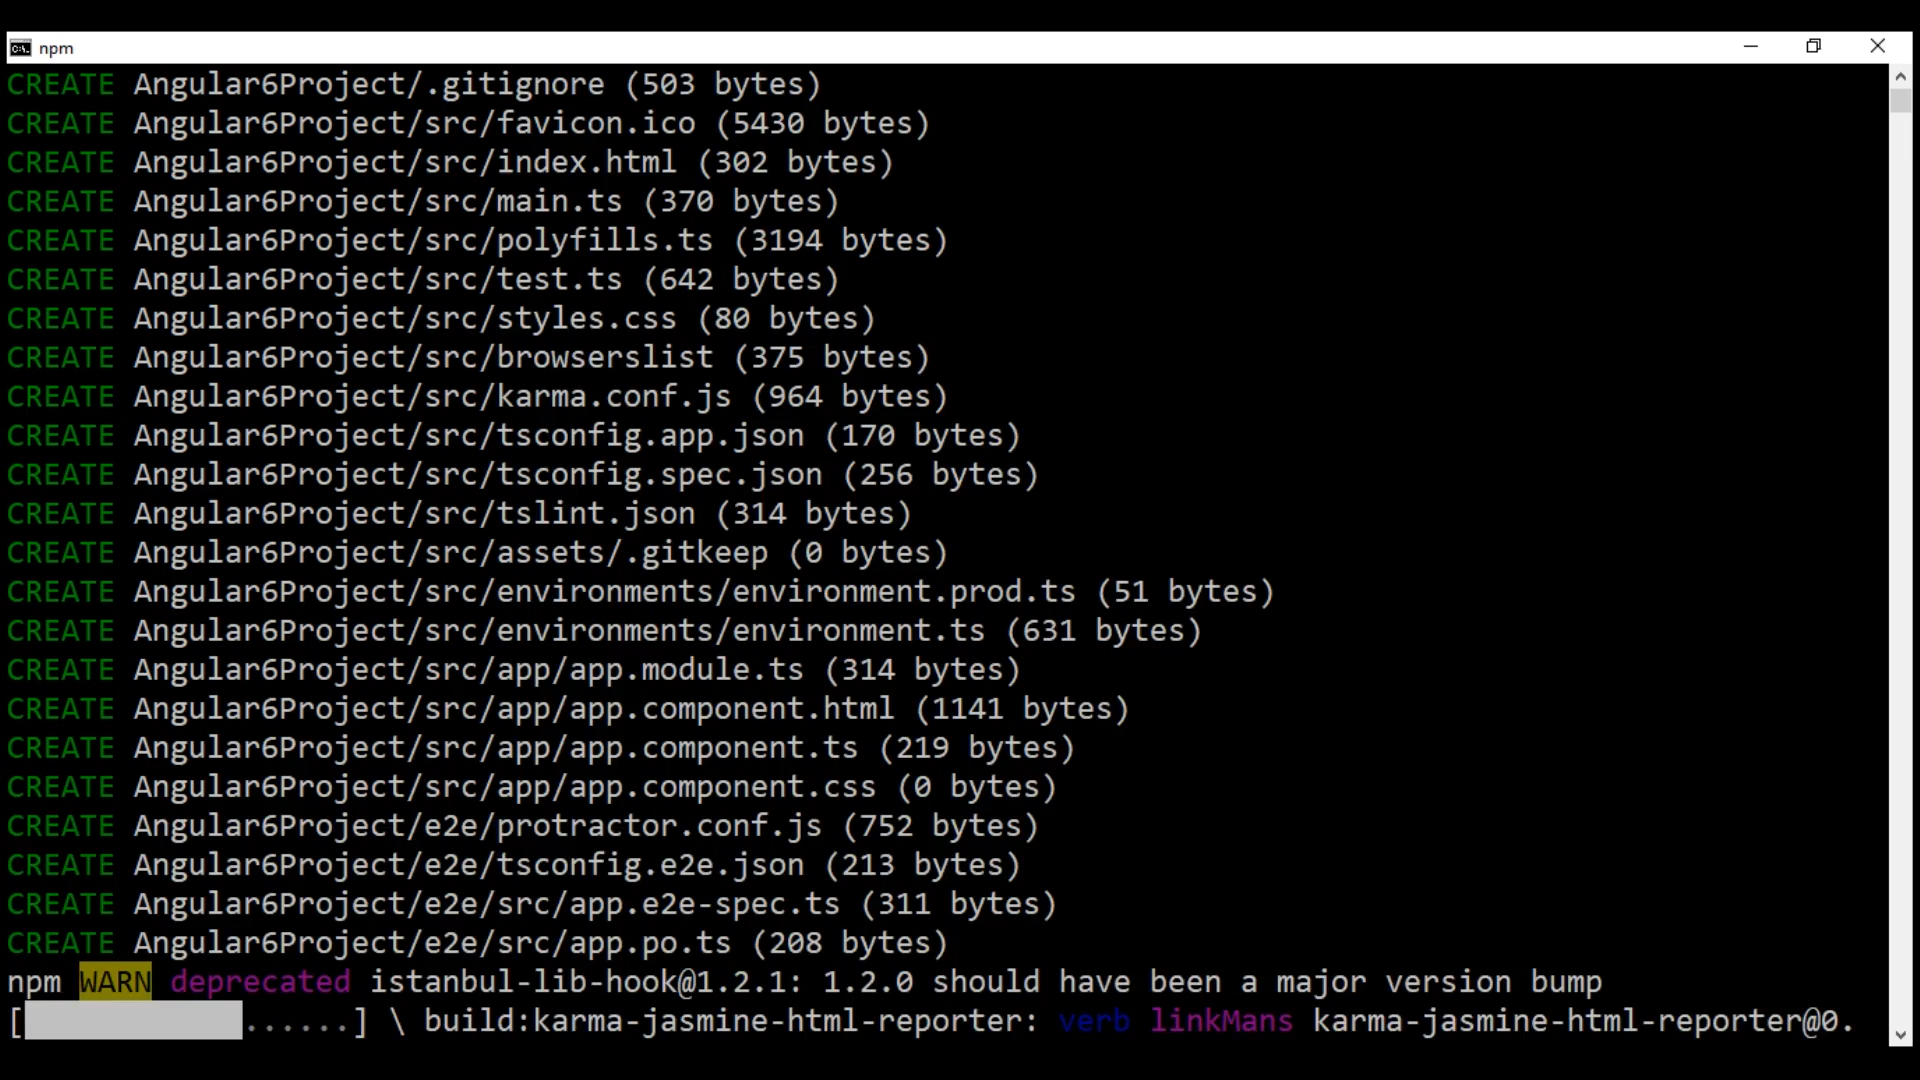 npm
CREATE Angular6Project/.gitignore (503 bytes)
CREATE Angular6Project/src/favicon.ico (5430 bytes)
CREATE Angular6Project/src/index.html (302 bytes)
CREATE Angular6Project/src/main.ts (370 bytes)
CREATE Angular6Project/src/polyfills.ts (3194 bytes)
CREATE Angular6Project/src/test.ts (642 bytes)
CREATE Angular6Project/src/styles.css (80 bytes)
CREATE Angular6Project/src/browserslist (375 bytes)
CREATE Angular6Project/src/karma.conf.js (964 bytes)
CREATE Angular6Project/src/tsconfig.app.json (170 bytes)
CREATE Angular6Project/src/tsconfig.spec.json (256 bytes)
CREATE Angular6Project/src/tslint.json (314 bytes)
CREATE Angular6Project/src/assets/.gitkeep (0 bytes)
CREATE Angular6Project/src/environments/environment.prod.ts (51 bytes)
CREATE Angular6Project/src/environments/environment.ts (631 bytes)
CREATE Angular6Project/src/app/app.module.ts (314 bytes)
CREATE Angular6Project/src/app/app.component.html (1141 bytes)
CREATE Angular6Project/src/app/app.component.ts (219 bytes)
CREATE Angular6Project/src/app/app.component.css (0 bytes)
CREATE Angular6Project/e2e/protractor.conf.js (752 bytes)
CREATE Angular6Project/e2e/tsconfig.e2e.json (213 bytes)
CREATE Angular6Project/e2e/src/app.e2e-spec.ts (311 bytes)
CREATE Angular6Project/e2e/src/app.po.ts (208 bytes)
npm WARN deprecated istanbul-lib-hook@1.2.1: 1.2.0 should have been a major version bump
[......] \ build:karma-jasmine-html-reporter: verb linkMans karma-jasmine-html-reporter@0.